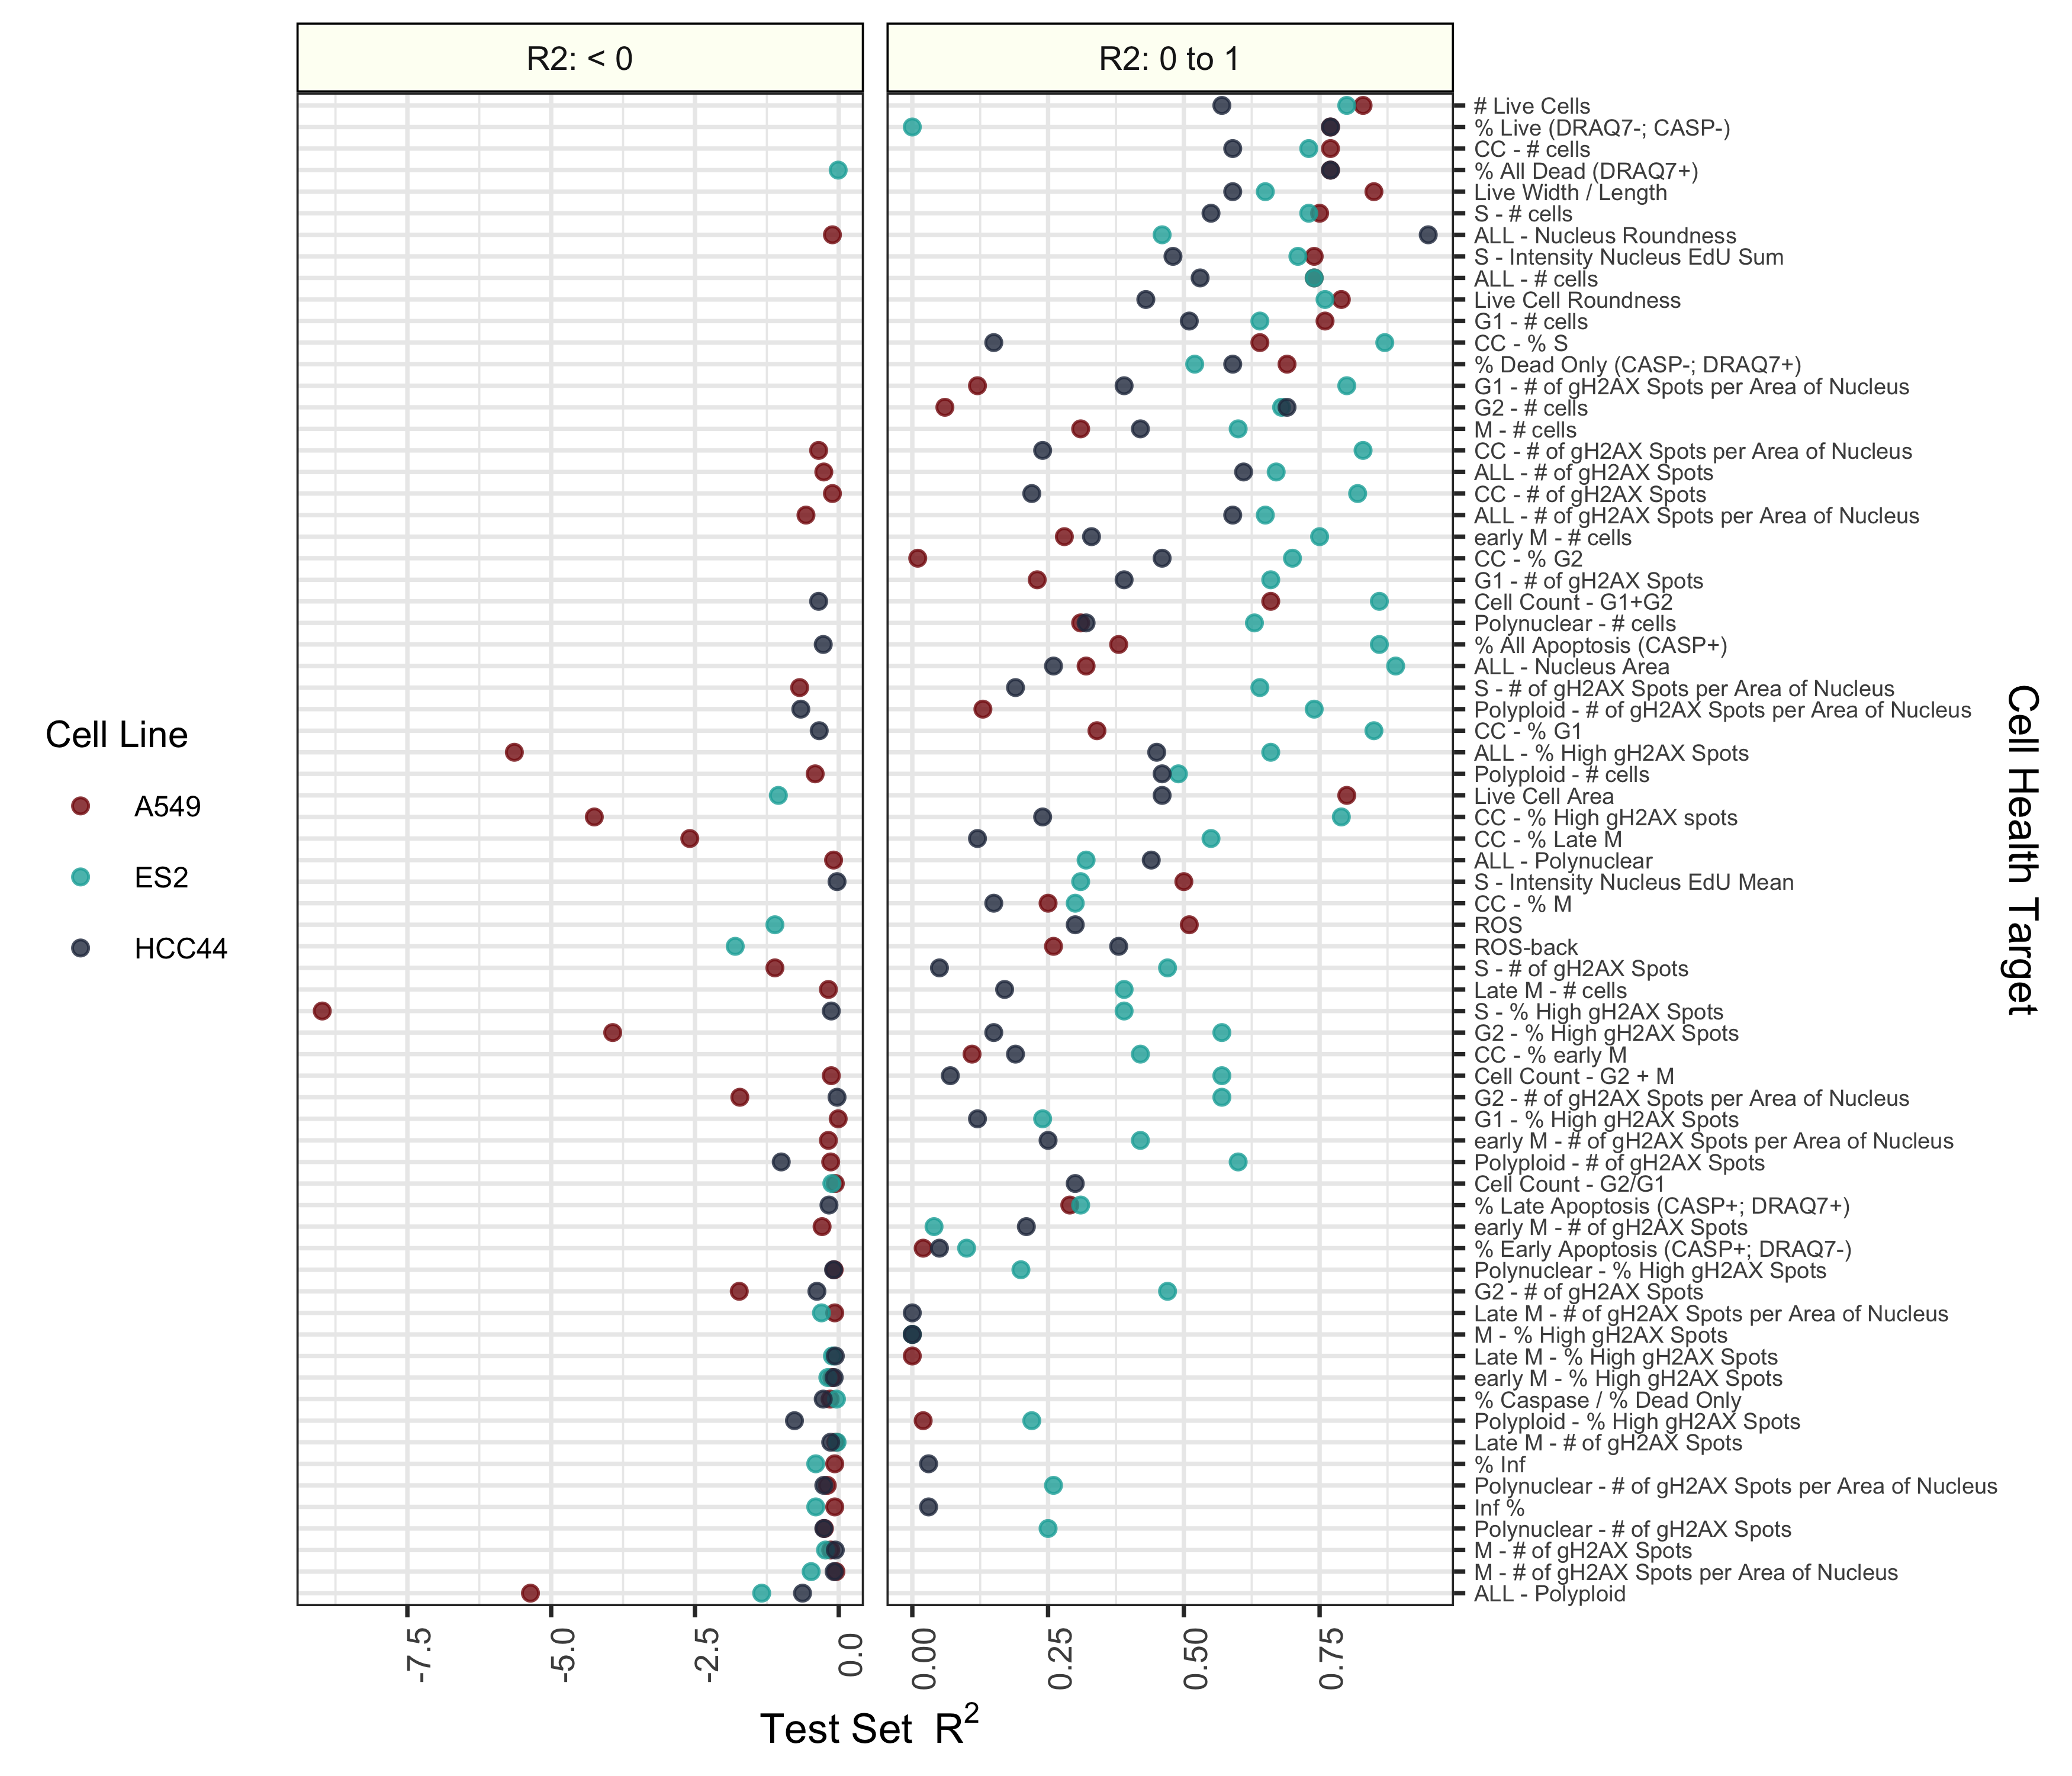 R2: < 0
R2: 0 to 1
# Live Cells
% Live (DRAQ7-; CASP-)
CC - # cells
% All Dead (DRAQ7+)
Live Width / Length
S - # cells
ALL - Nucleus Roundness
S - Intensity Nucleus EdU Sum
ALL - # cells
Live Cell Roundness
G1 - # cells
CC - % S
% Dead Only (CASP-; DRAQ7+)
G1 - # of gH2AX Spots per Area of Nucleus
G2 - # cells
M - # cells
CC - # of gH2AX Spots per Area of Nucleus
ALL - # of gH2AX Spots
CC - # of gH2AX Spots
ALL - # of gH2AX Spots per Area of Nucleus
early M - # cells
CC - % G2
G1 - # of gH2AX Spots
Cell Count - G1+G2
Polynuclear - # cells
% All Apoptosis (CASP+)
ALL - Nucleus Area
S - # of gH2AX Spots per Area of Nucleus
Polyploid - # of gH2AX Spots per Area of Nucleus
CC - % G1
ALL - % High gH2AX Spots
Polyploid - # cells
Live Cell Area
CC - % High gH2AX spots
CC - % Late M
ALL - Polynuclear
S - Intensity Nucleus EdU Mean
CC - % M
ROS
ROS-back
S - # of gH2AX Spots
Late M - # cells
S - % High gH2AX Spots
G2 - % High gH2AX Spots
CC - % early M
Cell Count - G2 + M
G2 - # of gH2AX Spots per Area of Nucleus
G1 - % High gH2AX Spots
early M - # of gH2AX Spots per Area of Nucleus
Polyploid - # of gH2AX Spots
Cell Count - G2/G1
% Late Apoptosis (CASP+; DRAQ7+)
early M - # of gH2AX Spots
% Early Apoptosis (CASP+; DRAQ7-)
Polynuclear - % High gH2AX Spots
G2 - # of gH2AX Spots
Late M - # of gH2AX Spots per Area of Nucleus
M - % High gH2AX Spots
Late M - % High gH2AX Spots
early M - % High gH2AX Spots
% Caspase / % Dead Only
Polyploid - % High gH2AX Spots
Late M - # of gH2AX Spots
% Inf
Polynuclear - # of gH2AX Spots per Area of Nucleus
Inf %
Polynuclear - # of gH2AX Spots
M - # of gH2AX Spots
M - # of gH2AX Spots per Area of Nucleus
ALL - Polyploid
Cell Health Target
Cell Line
A549
ES2
HCC44
-7.5
-5.0
-2.5
0.0
0.00
0.25
0.50
0.75
Test Set R²